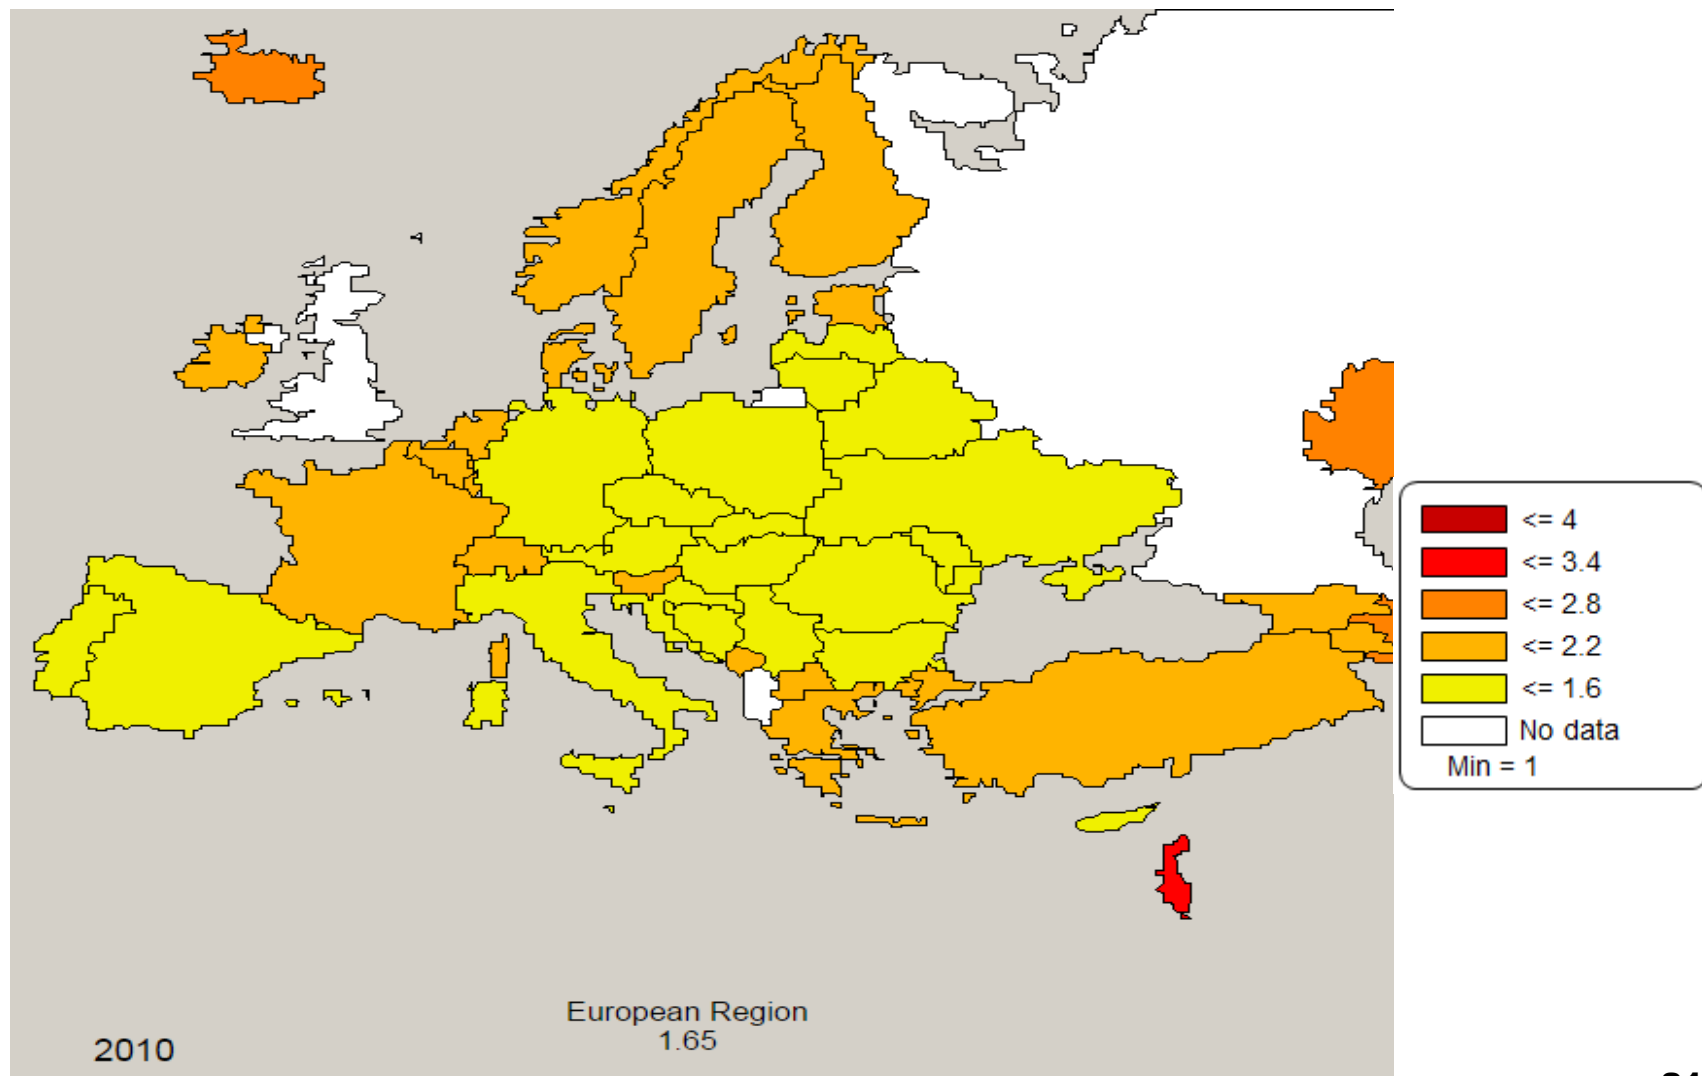 <= 4
<= 3.4
<= 2.8
<= 2.2
<= 1.6
No data
Min = 1
European Region
1.65
2010